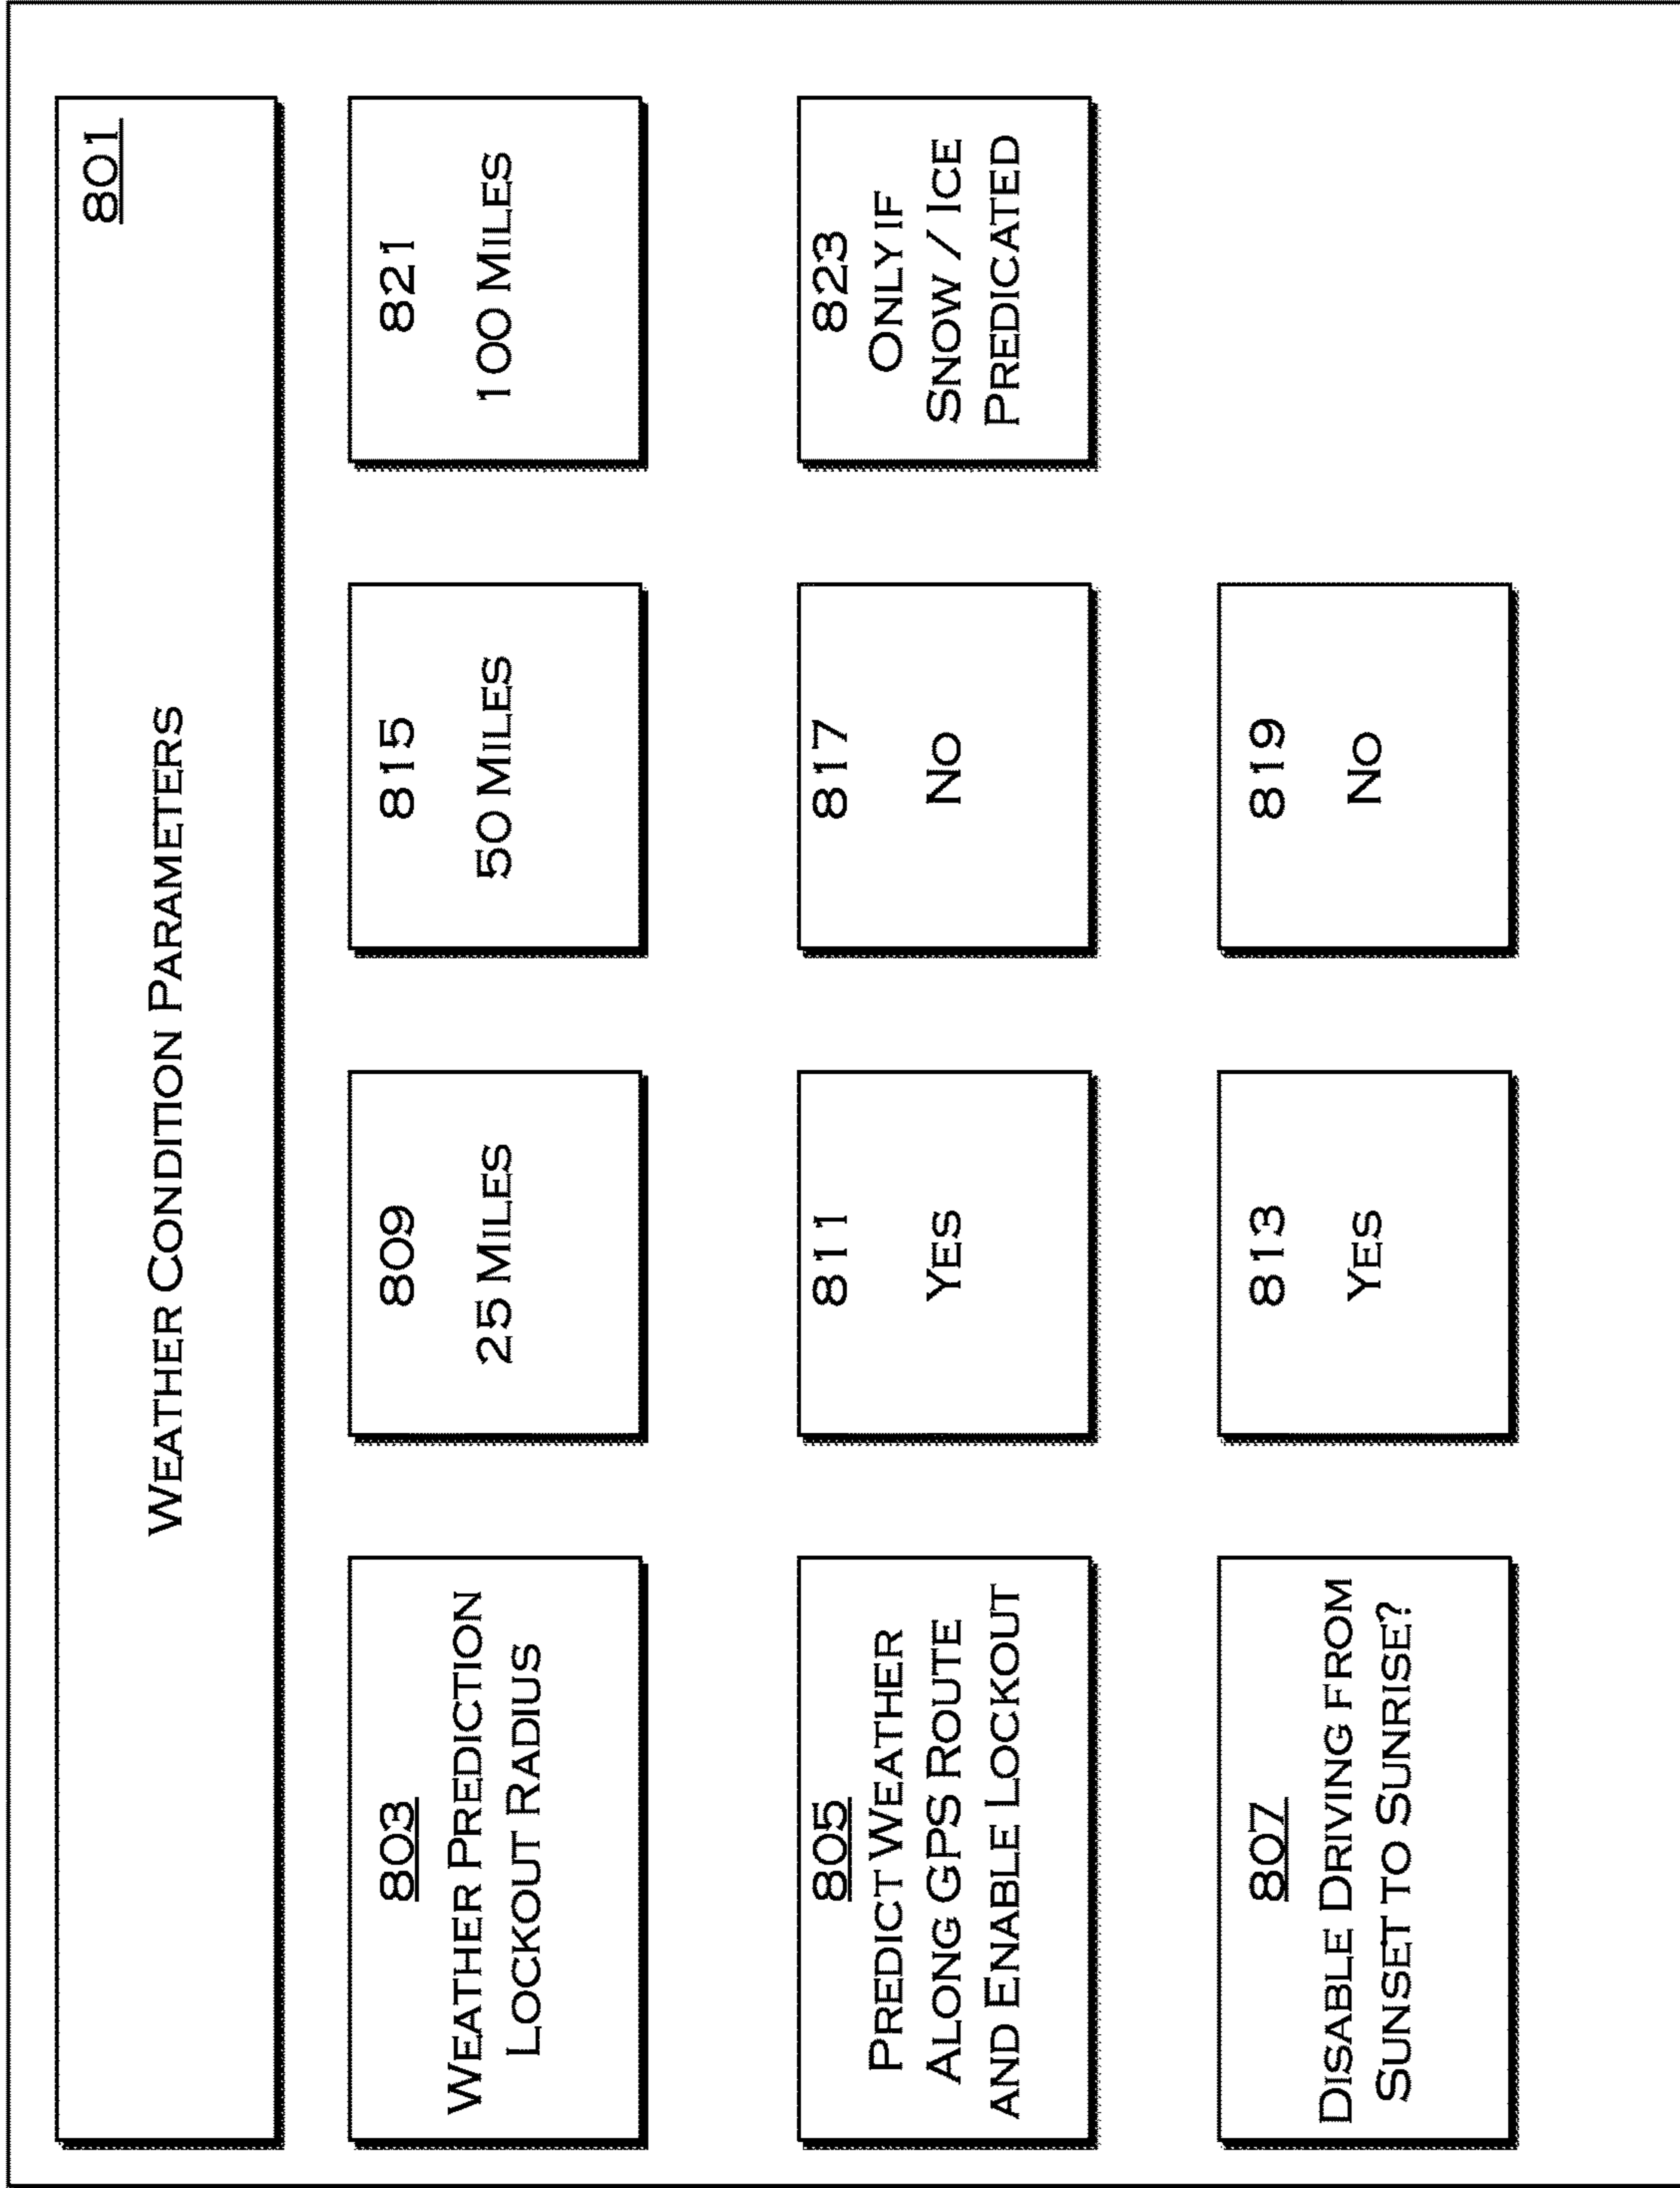 801
WEATHER CONDITION PARAMETERS
803
WEATHER PREDICTION
LOCKOUT RADIUS
809
25 MILES
815
50 MILES
821
100 MILES
805
PREDICT WEATHER
ALONG GPS ROUTE
AND ENABLE LOCKOUT
811
YES
817
NO
823
ONLY IF
SNOW / ICE
PREDICATED
807
DISABLE DRIVING FROM
SUNSET TO SUNRISE?
813
YES
819
NO